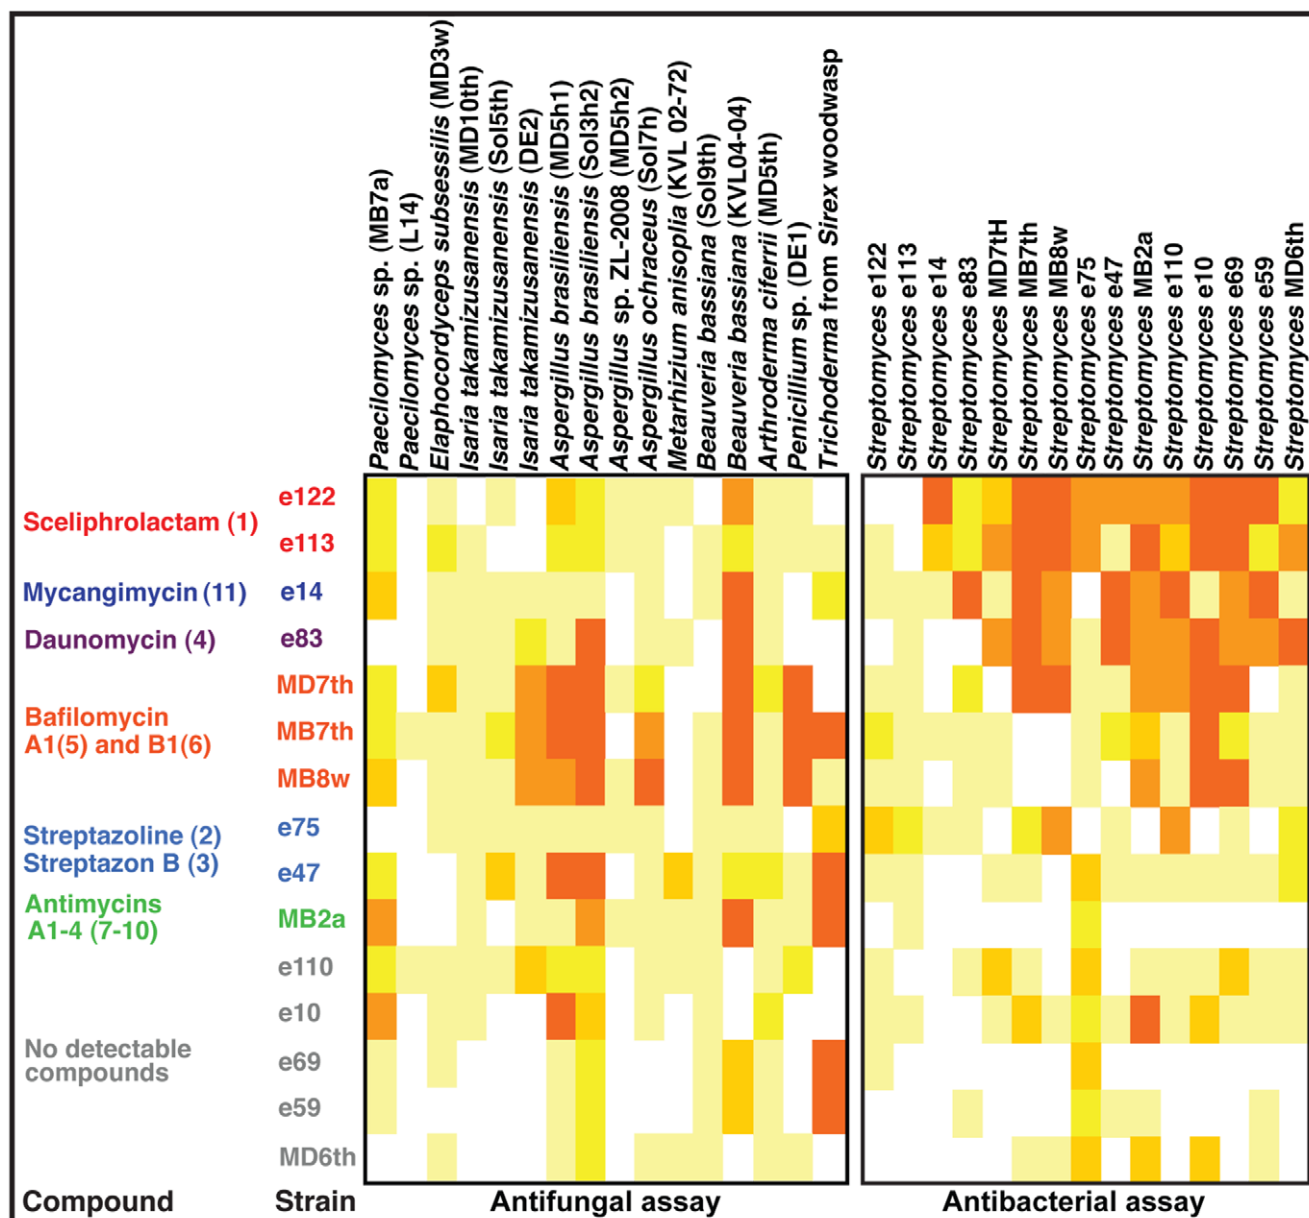 Paecilomyces sp. (MB7a)
Paecilomyces sp. (L14)
Elaphocordyceps subsessilis (MD3w)
Isaria takamizusanensis (MD10th)
Isaria takamizusanensis (Sol5th)
Isaria takamizusanensis (DE2)
Aspergillus brasiliensis (MD5h1)
Aspergillus brasiliensis (Sol3h2)
Aspergillus sp. ZL-2008 (MD5h2)
Aspergillus ochraceus (Sol7h)
Metarhizium anisoplia (KVL 02-72)
Beauveria bassiana (Sol9th)
Beauveria bassiana (KVL04-04)
Arthroderma ciferrii (MD5th)
Penicillium sp. (DE1)
Trichoderma from Sirex woodwasp
Streptomyces e122
Streptomyces e113
Streptomyces e14
Streptomyces e83
Streptomyces MD7tH
Streptomyces MB7th
Streptomyces MB8w
Streptomyces e75
Streptomyces e47
Streptomyces MB2a
Streptomyces e110
Streptomyces e10
Streptomyces e69
Streptomyces e59
Streptomyces MD6th
Sceliphrolactam (1)
e122
e113
Mycangimycin (11)
e14
Daunomycin (4)
e83
Bafilomycin
A1(5) and B1(6)
MD7th
MB7th
MB8w
Streptazoline (2)
Streptazon B (3)
e75
e47
Antimycins
A1-4 (7-10)
MB2a
No detectable
compounds
e110
e10
e69
e59
MD6th
Compound
Strain
Antifungal assay
Antibacterial assay